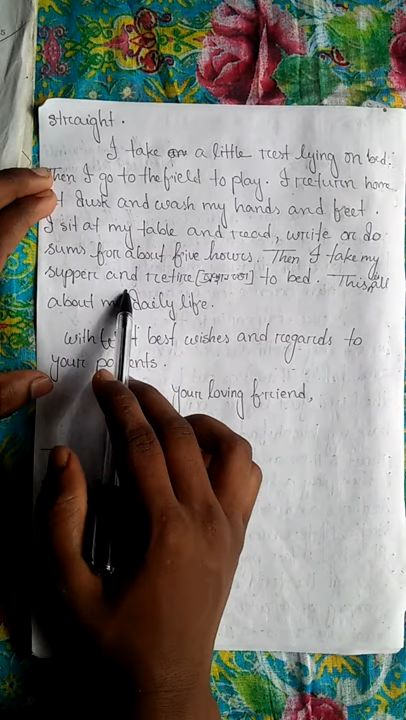 straight.
I take a little rest lying on bed.
Then I go to the field to play. I return home
at dusk and wash my hands and feet.
I sit at my table and read, write or do
sums for about five hours. Then I take my
supper and retire [] to bed. This all
about my daily life.
with best wishes and regards to
your parents.
your loving friend,